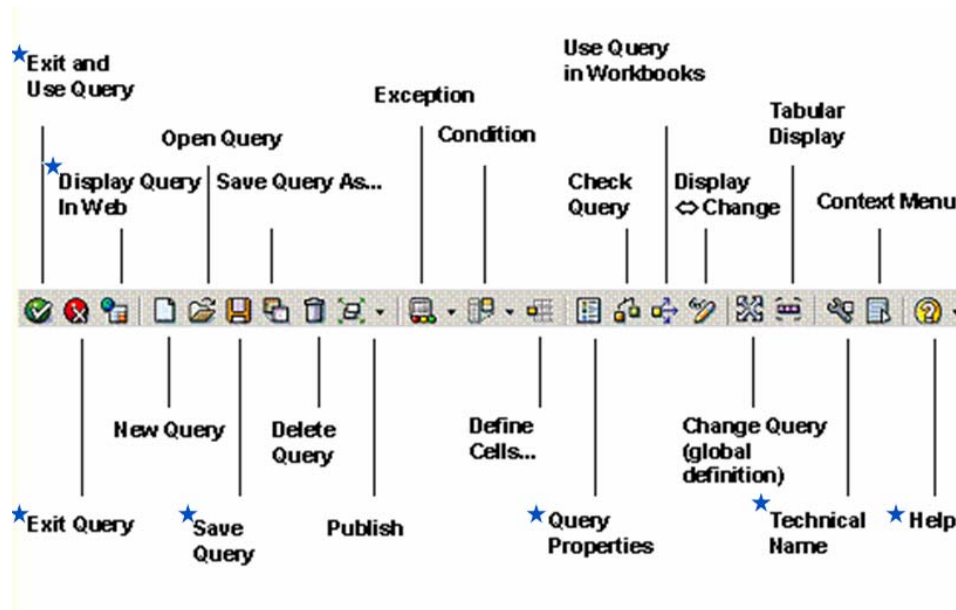 Exit and
Use Query
Use Query
in Workbooks
Exception
Open Query
Condition
Tabular
Display
Display Query
In Web
Save Query As...
Check
Query
Display
⇔ Change
Context Menu
New Query
Delete
Query
Define
Cells...
Change Query
(global
definition)
Exit Query
Save
Query
Publish
Query
Properties
Technical
Name
Help